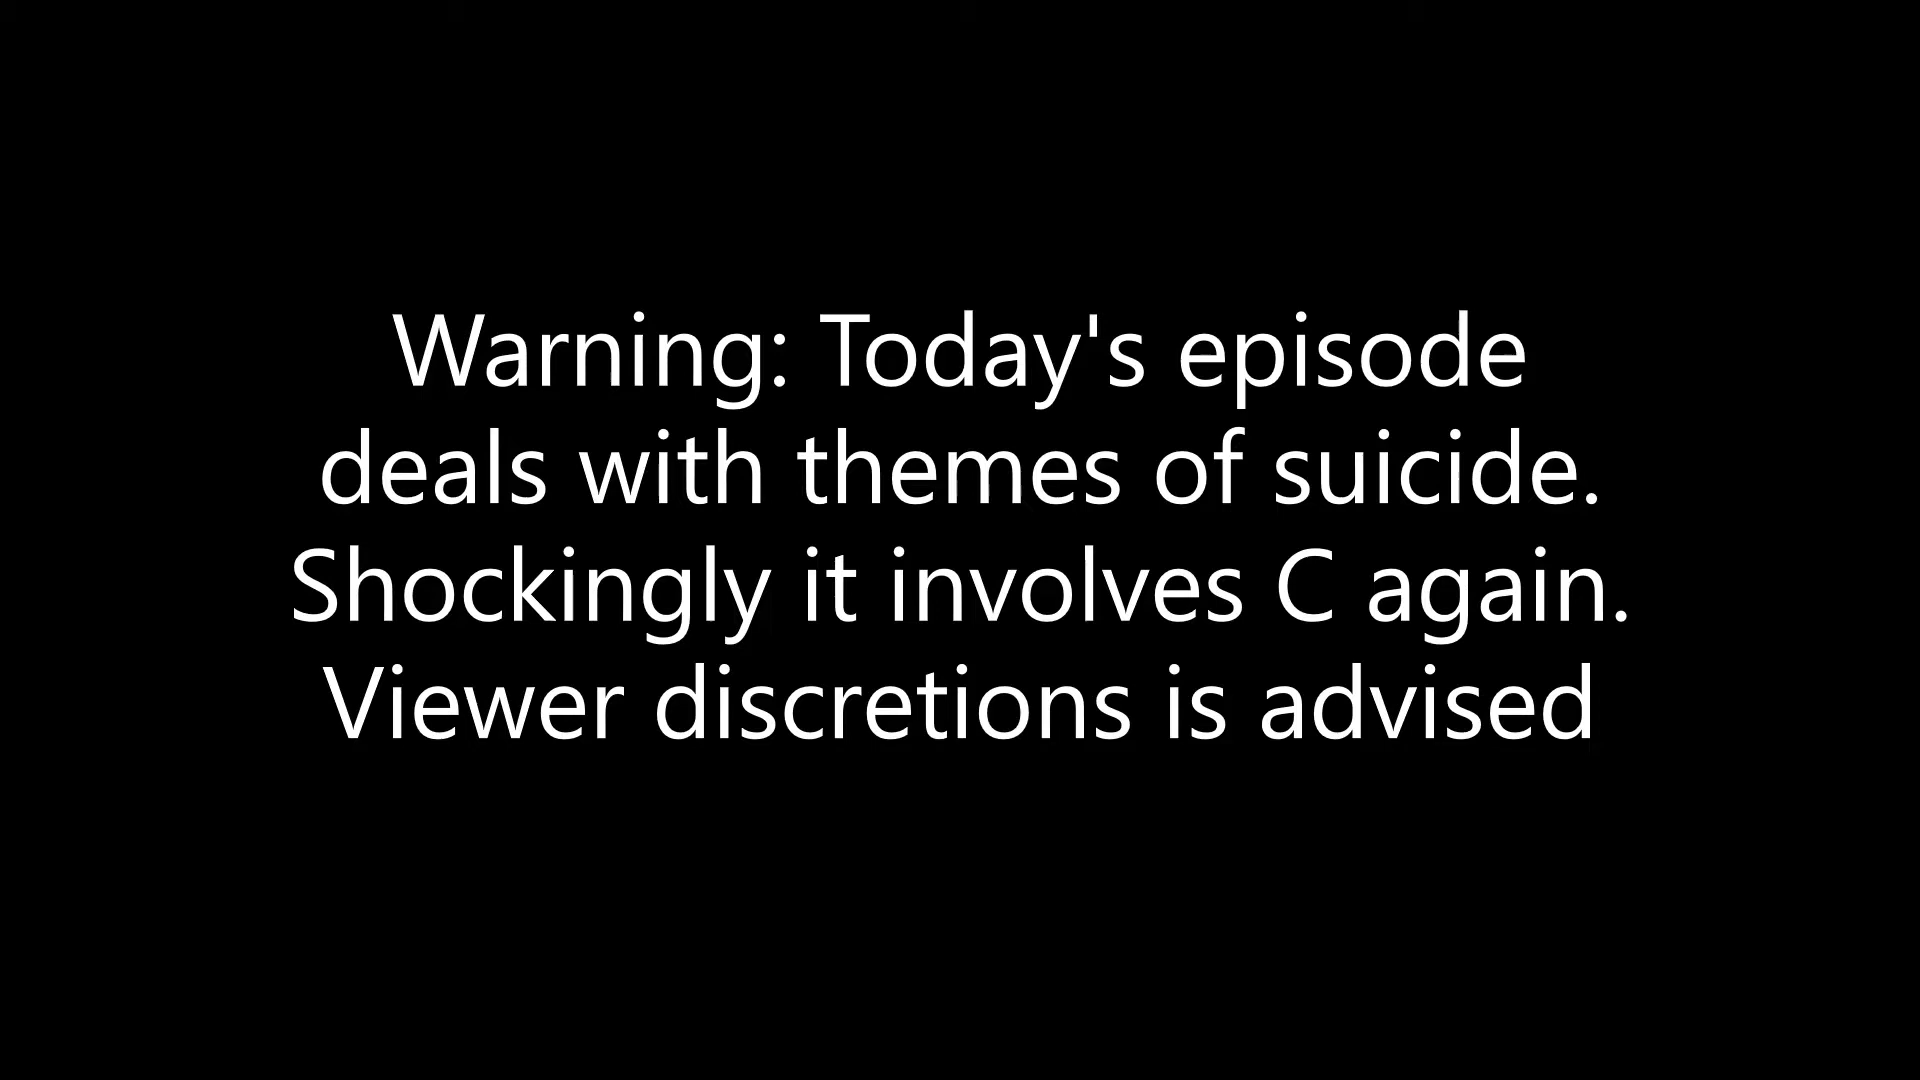 Warning: Today's episode
deals with themes of suicide.
Shockingly it involves C again.
Viewer discretions is advised